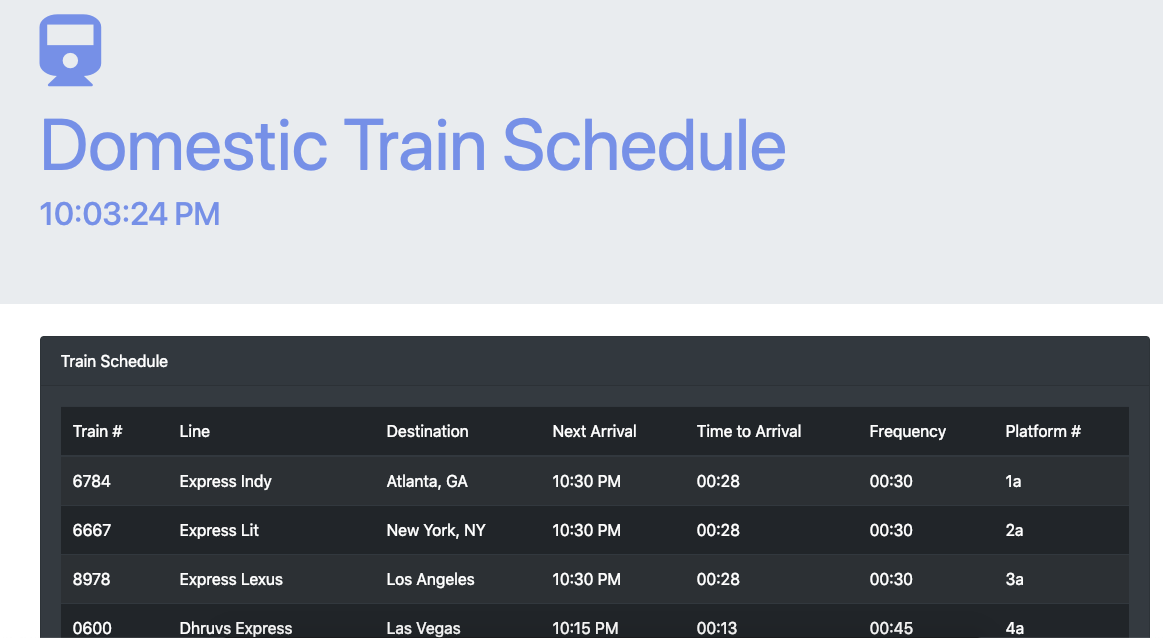 Domestic Train Schedule
10:03:24 PM
Train Schedule
Train # Line Destination Next Arrival Time to Arrival Frequency Platform #
6784 Express Indy Atlanta, GA 10:30 PM 00:28 00:30 1a
6667 Express Lit New York, NY 10:30 PM 00:28 00:30 2a
8978 Express Lexus Los Angeles 10:30 PM 00:28 00:30 3a
0600 Dhruvs Express Las Vegas 10:15 PM 00:13 00:45 4a